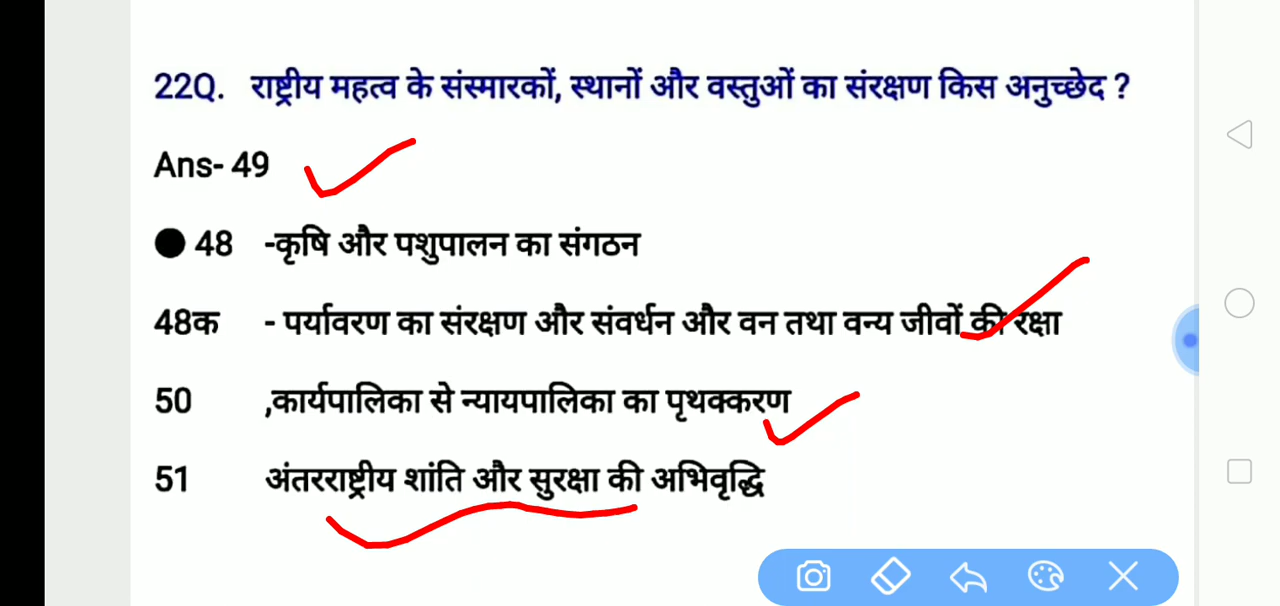 22Q. राष्ट्रीय महत्व के संस्मारकों, स्थानों और वस्तुओं का संरक्षण किस अनुच्छेद ?
Ans- 49
● 48 -कृषि और पशुपालन का संगठन
48क - पर्यावरण का संरक्षण और संवर्धन और वन तथा वन्य जीवों की रक्षा
50 ,कार्यपालिका से न्यायपालिका का पृथक्करण
51 अंतरराष्ट्रीय शांति और सुरक्षा की अभिवृद्धि